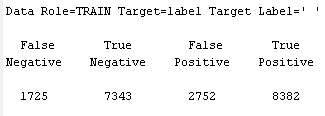 Data Role=TRAIN Target=label Target Label=' '
False True False True
Negative Negative Positive Positive
1725 7343 2752 8382